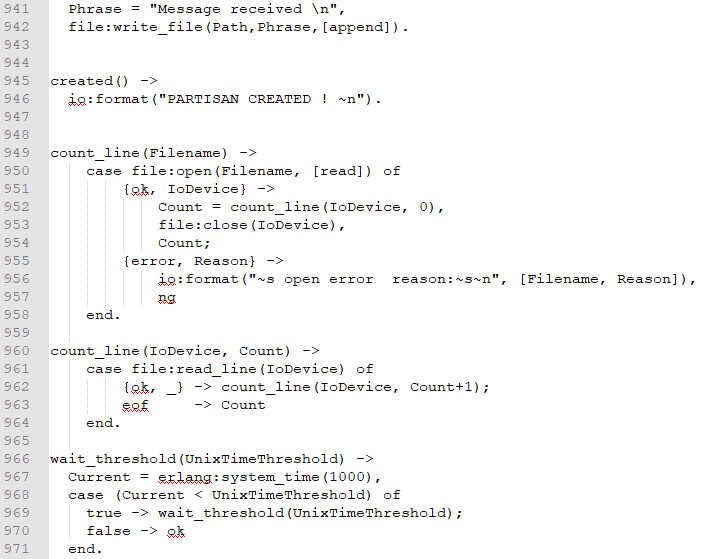 941 Phrase = "Message received \n",
942 file:write_file(Path,Phrase,[append]).
943
944
945 created() ->
946 io:format("PARTISAN CREATED ! ~n").
947
948
949 count_line(Filename) ->
950 case file:open(Filename, [read]) of
951 {ok, IoDevice} ->
952 Count = count_line(IoDevice, 0),
953 file:close(IoDevice),
954 Count;
955 {error, Reason} ->
956 io:format("~s open error  reason:~s~n", [Filename, Reason]),
957 ng
958 end.
959
960 count_line(IoDevice, Count) ->
961 case file:read_line(IoDevice) of
962 {ok, _} -> count_line(IoDevice, Count+1);
963 eof     -> Count
964 end.
965
966 wait_threshold(UnixTimeThreshold) ->
967 Current = erlang:system_time(1000),
968 case (Current < UnixTimeThreshold) of
969 true -> wait_threshold(UnixTimeThreshold);
970 false -> ok
971 end.